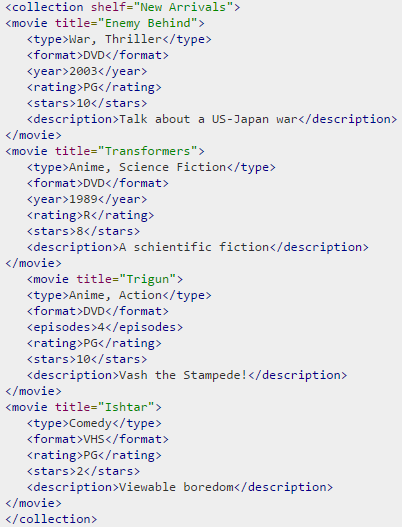 <collection shelf="New Arrivals">
<movie title="Enemy Behind">
   <type>War, Thriller</type>
   <format>DVD</format>
   <year>2003</year>
   <rating>PG</rating>
   <stars>10</stars>
   <description>Talk about a US-Japan war</description>
</movie>
<movie title="Transformers">
   <type>Anime, Science Fiction</type>
   <format>DVD</format>
   <year>1989</year>
   <rating>R</rating>
   <stars>8</stars>
   <description>A schientific fiction</description>
</movie>
   <movie title="Trigun">
   <type>Anime, Action</type>
   <format>DVD</format>
   <episodes>4</episodes>
   <rating>PG</rating>
   <stars>10</stars>
   <description>Vash the Stampede!</description>
</movie>
<movie title="Ishtar">
   <type>Comedy</type>
   <format>VHS</format>
   <rating>PG</rating>
   <stars>2</stars>
   <description>Viewable boredom</description>
</movie>
</collection>